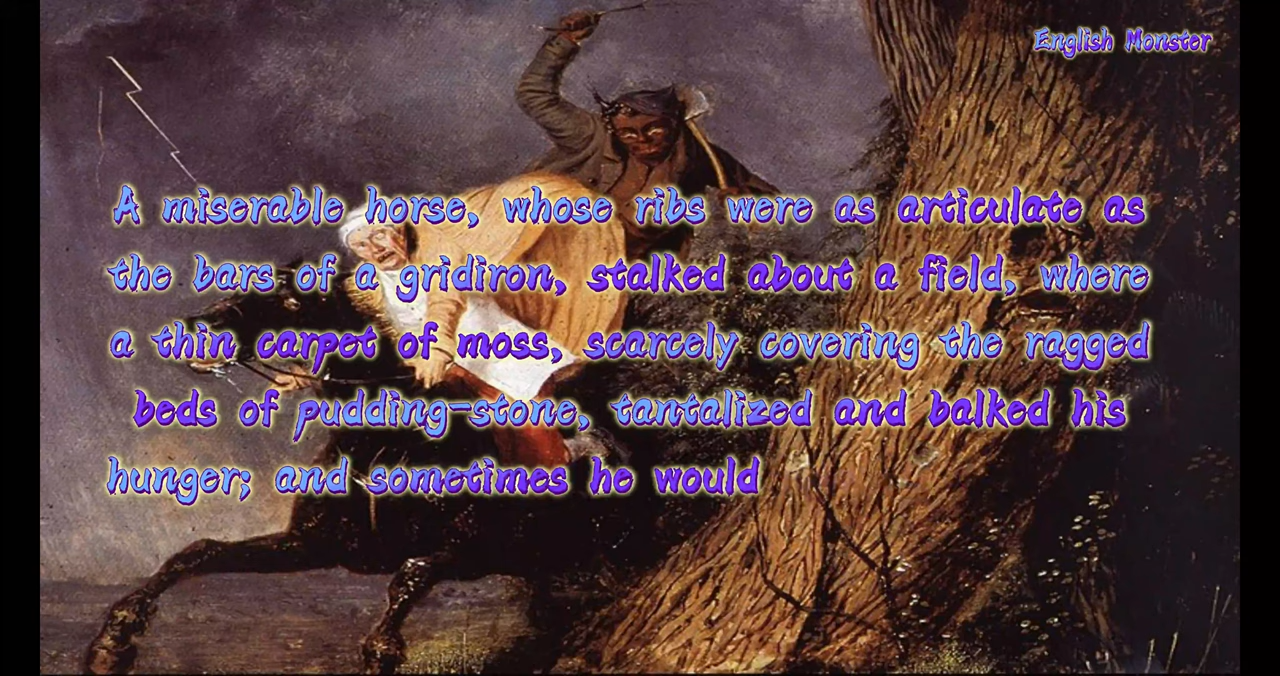 English Monster
A miserable horse, whose ribs were as articulate as
the bars of a gridiron, stalked about a field, where
a thin carpet of moss, scarcely covering the ragged
beds of pudding-stone, tantalized and balked his
hunger; and sometimes he would